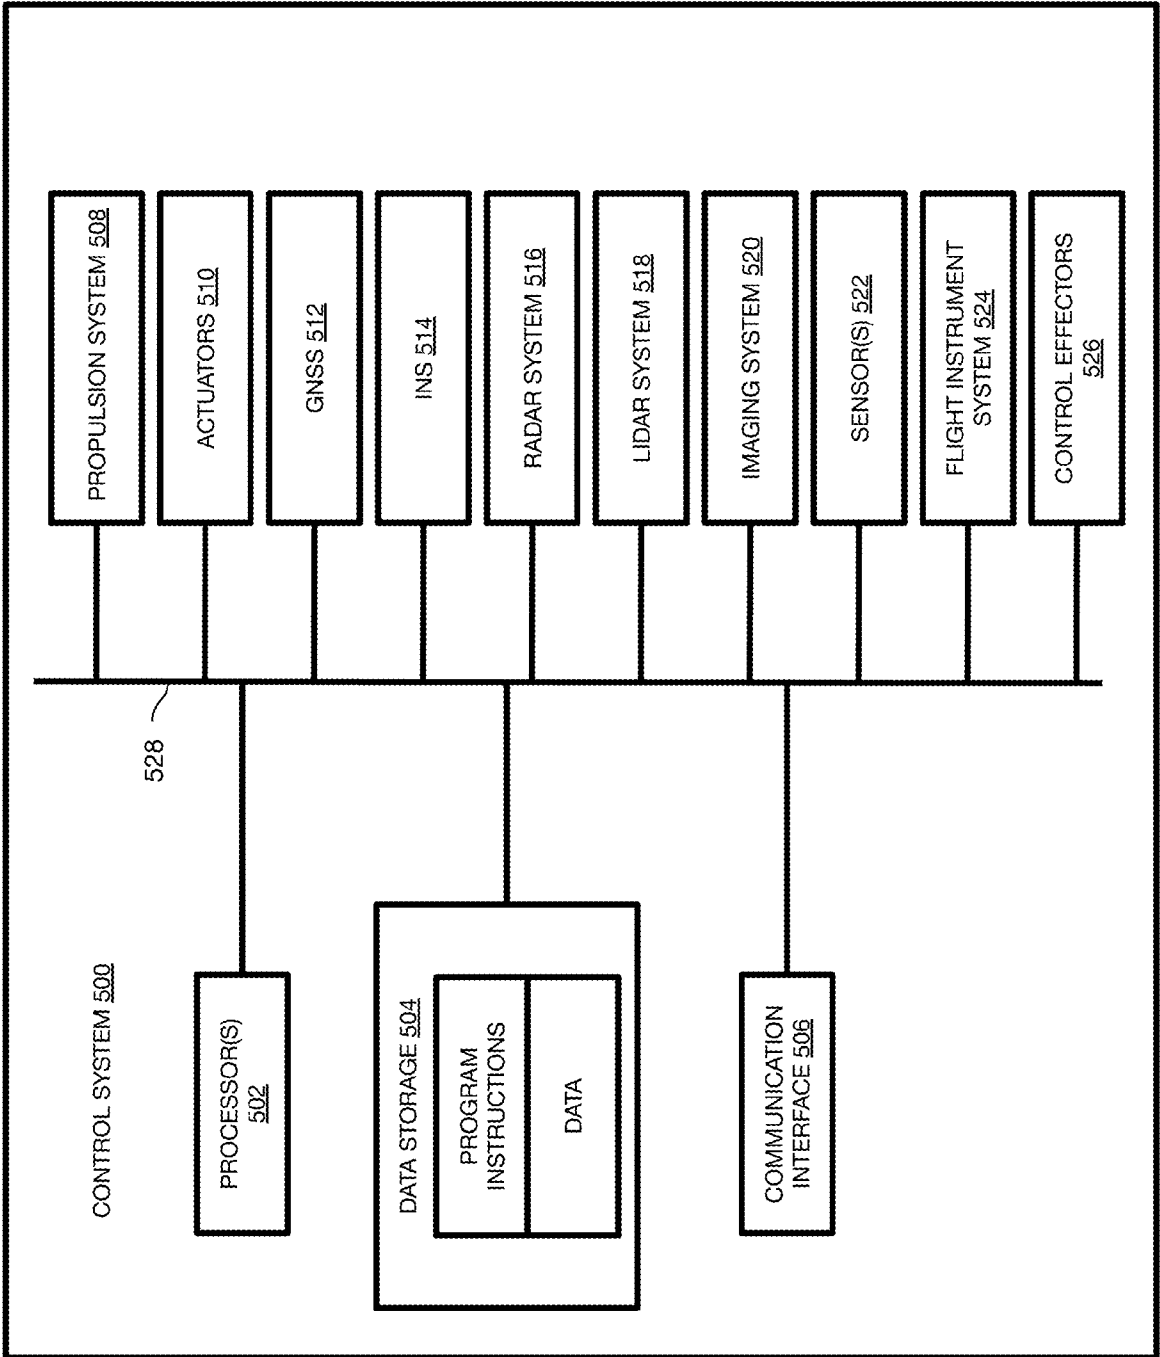 CONTROL SYSTEM 500
PROCESSOR(S)
502
DATA STORAGE 504
PROGRAM
INSTRUCTIONS
DATA
COMMUNICATION
INTERFACE 506
528
PROPULSION SYSTEM 508
ACTUATORS 510
GNSS 512
INS 514
RADAR SYSTEM 516
LIDAR SYSTEM 518
IMAGING SYSTEM 520
SENSOR(S) 522
FLIGHT INSTRUMENT
SYSTEM 524
CONTROL EFFECTORS
526